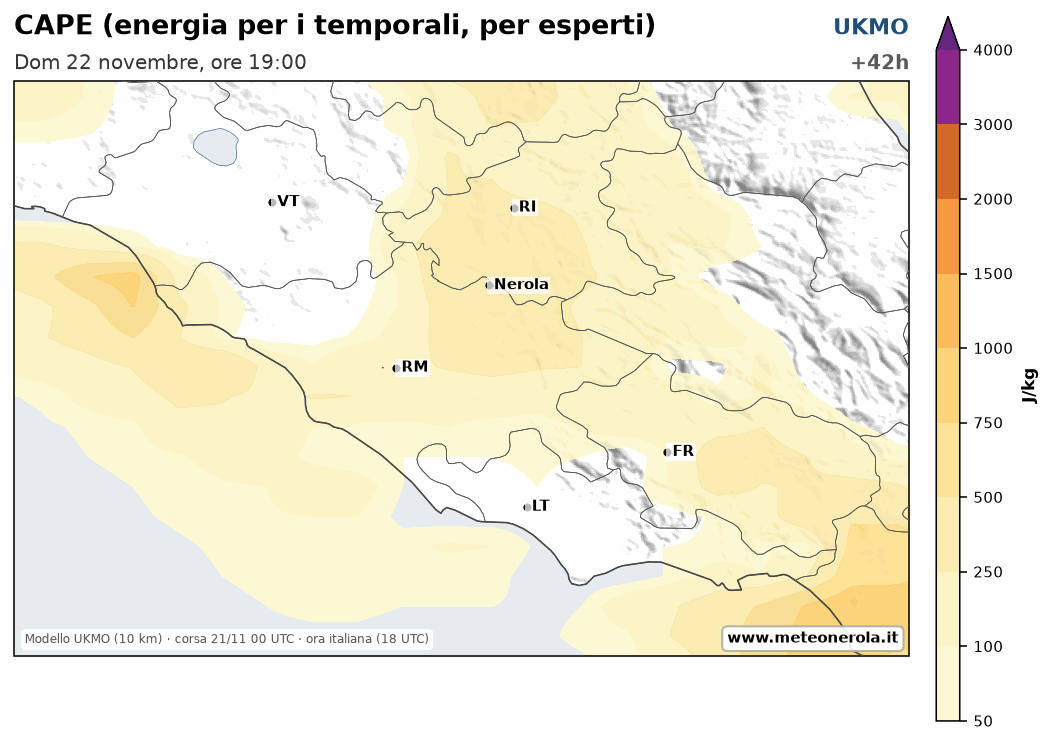 CAPE (energia per i temporali, per esperti)
UKMO
Dom 22 novembre, ore 19:00
+42h
VT
RI
Nerola
RM
FR
LT
Modello UKMO (10 km) · corsa 21/11 00 UTC · ora italiana (18 UTC)
www.meteonerola.it
4000
3000
2000
1500
1000
750
500
250
100
50
J/kg